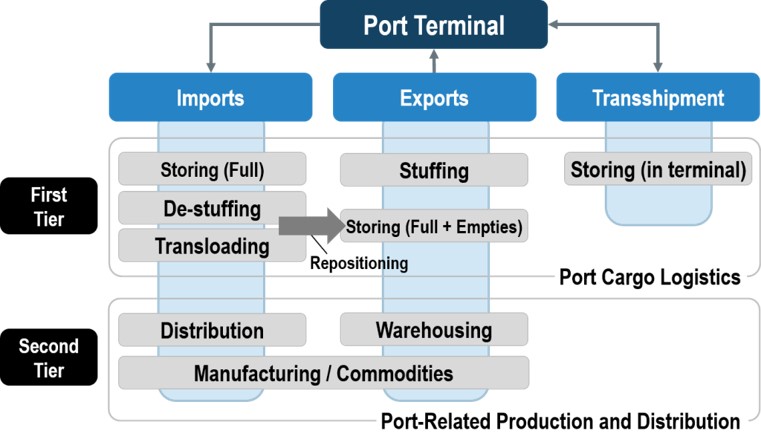 Port Terminal
Imports
Exports
Transshipment
First
Tier
Storing (Full)
Stuffing
Storing (in terminal)
De-stuffing
Storing (Full + Empties)
Transloading
Repositioning
Port Cargo Logistics
Second
Tier
Distribution
Warehousing
Manufacturing / Commodities
Port-Related Production and Distribution